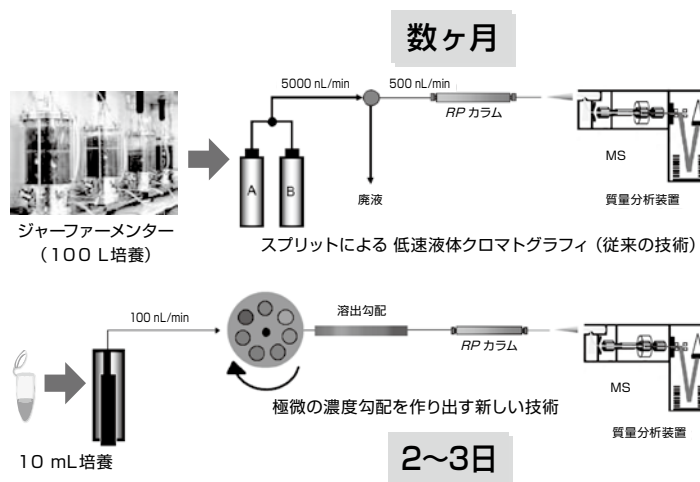 数ヶ月
5000 nL/min
500 nL/min
RP カラム
A
B
MS
廃液
質量分析装置
ジャーファーメンター
（100 L培養）
スプリットによる 低速液体クロマトグラフィ（従来の技術）
100 nL/min
溶出勾配
RP カラム
MS
極微の濃度勾配を作り出す新しい技術
質量分析装置
10 mL培養
2〜3日